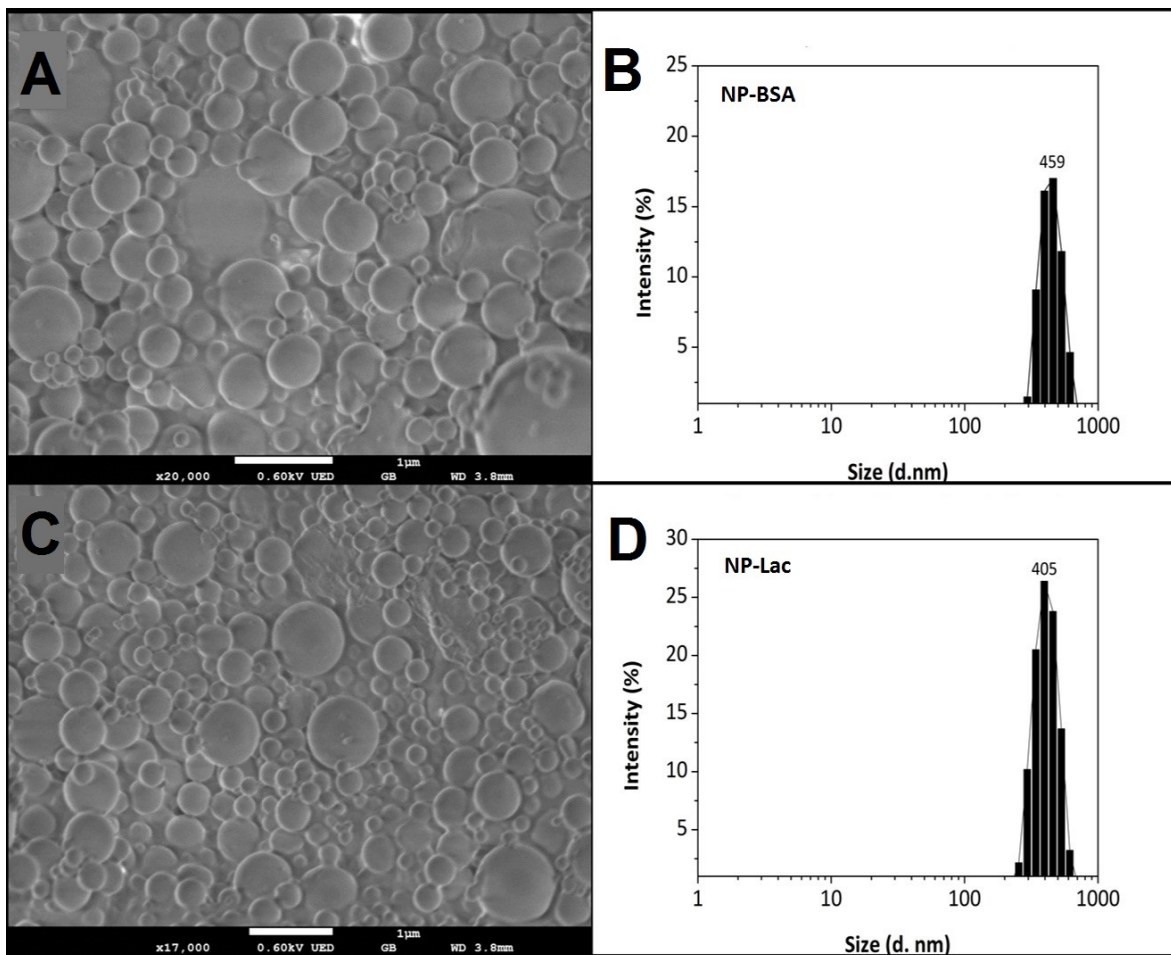 A
1μm
x20,000 0.60kV UED GB WD 3.8mm
B
NP-BSA
459
25
20
15
10
5
Intensity (%)
1 10 100 1000
Size (d.nm)
C
1μm
x17,000 0.60kV UED GB WD 3.8mm
D
NP-Lac
405
30
25
20
15
10
5
Intensity (%)
1 10 100 1000
Size (d. nm)